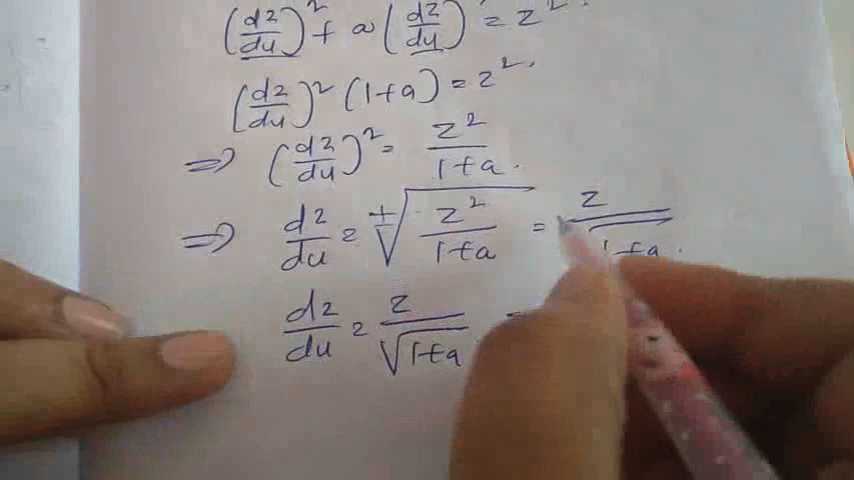 (dz/du)² + a (dz/du)² = z².
(dz/du)² (1+a) = z².
⇒ (dz/du)² = z²/1+a.
⇒ dz/du = ±√z²/1+a = z/√1+a.
dz/du = z/√1+a